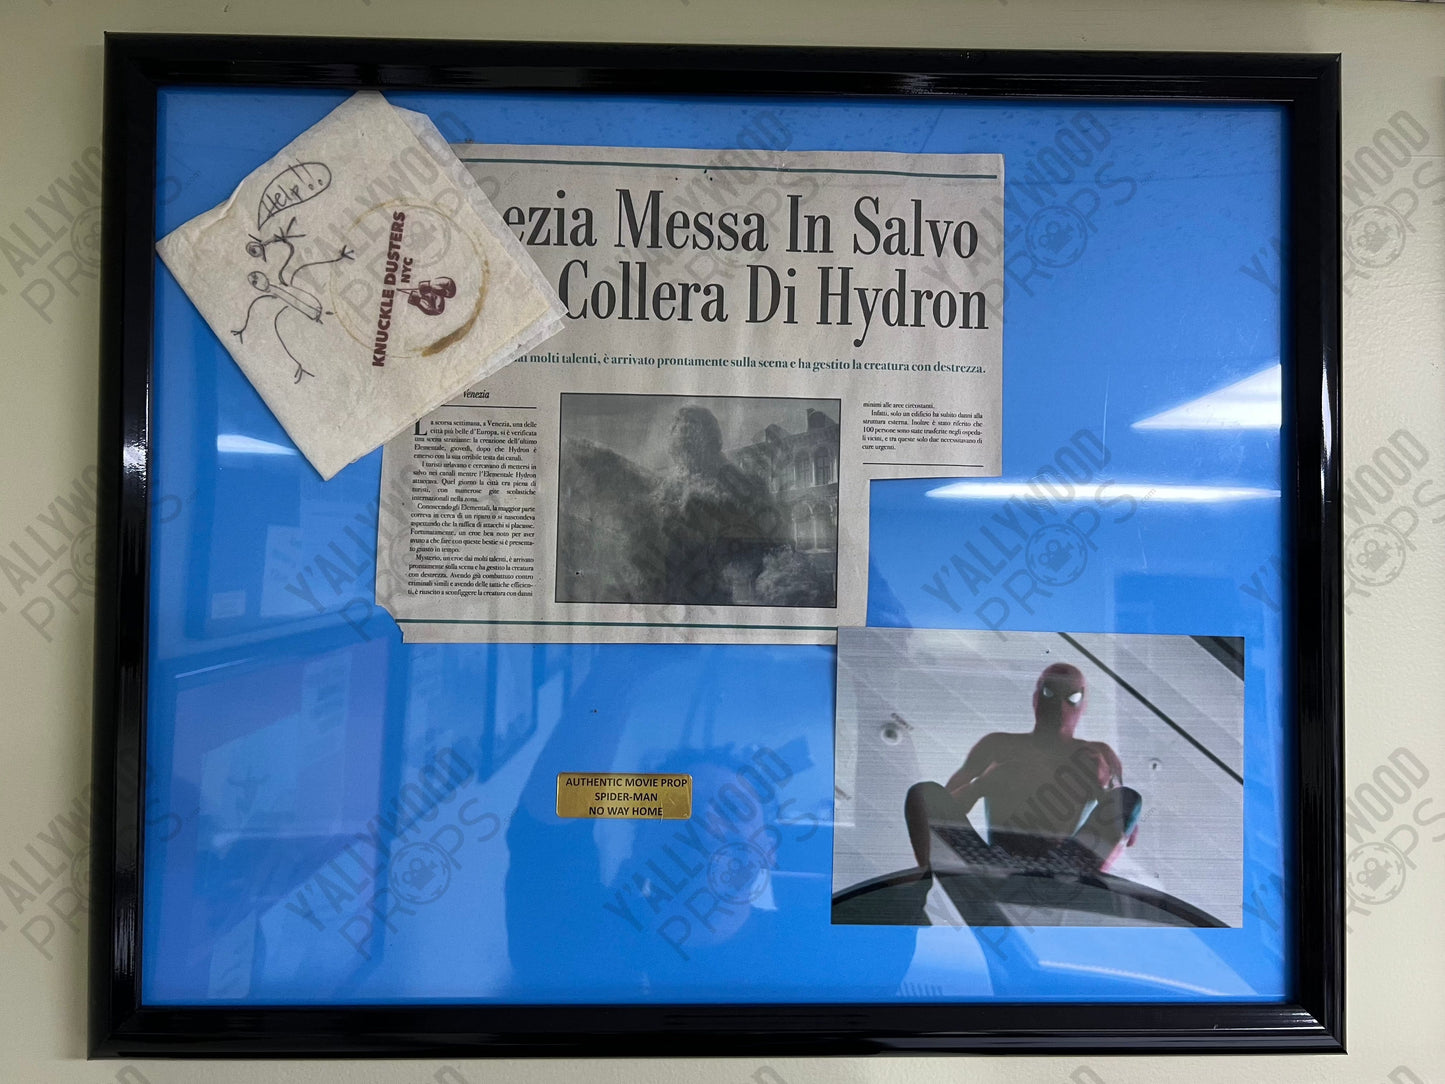 Help!!
KNUCKLE DUSTERS
NYC
ezia Messa In Salvo
Collera Di Hydron
dai molti talenti, è arrivato prontamente sulla scena e ha gestito la creatura con destrezza.
Venezia
La scorsa settimana, a Venezia, una delle
città più belle d'Europa, si è verificata
una scena straziante: la creazione dell'ultimo
Elementale, giovedì, dopo che Hydron è
emerso con la sua orribile testa dai canali.
I turisti urlavano e cercavano di mettersi in
salvo nei canali mentre l'Elementale Hydron
attaccava. Quel giorno la città era piena di
turisti, con numerose gite scolastiche
internazionali nella zona.
Conoscendo gli Elementali, la maggior parte
correva in cerca di un riparo o si nascondeva
aspettando che la raffica di attacchi si placasse.
Fortunatamente, un eroe ben noto per aver
avuto a che fare con queste bestie si è presenta-
to giusto in tempo.
Mysterio, un eroe dai molti talenti, è arrivato
prontamente sulla scena e ha gestito la creatura
con destrezza. Avendo già combattuto contro
criminali simili e avendo delle tattiche efficien-
ti, è riuscito a sconfiggere la creatura con danni
minimi alle aree circostanti.
Infatti, solo un edificio ha subito danni alla
struttura esterna. Inoltre è stato riferito che
100 persone sono state trasferite negli ospeda-
li vicini, e tra queste solo due necessitavano di
cure urgenti.
AUTHENTIC MOVIE PROP
SPIDER-MAN
NO WAY HOME
Y'ALLYWOOD
PROPS
.com